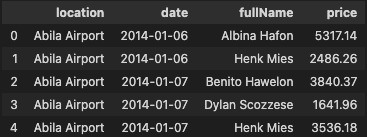 location date fullName price
0 Abila Airport 2014-01-06 Albina Hafon 5317.14
1 Abila Airport 2014-01-06 Henk Mies 2486.26
2 Abila Airport 2014-01-07 Benito Hawelon 3840.37
3 Abila Airport 2014-01-07 Dylan Scozzese 1641.96
4 Abila Airport 2014-01-07 Henk Mies 3536.18